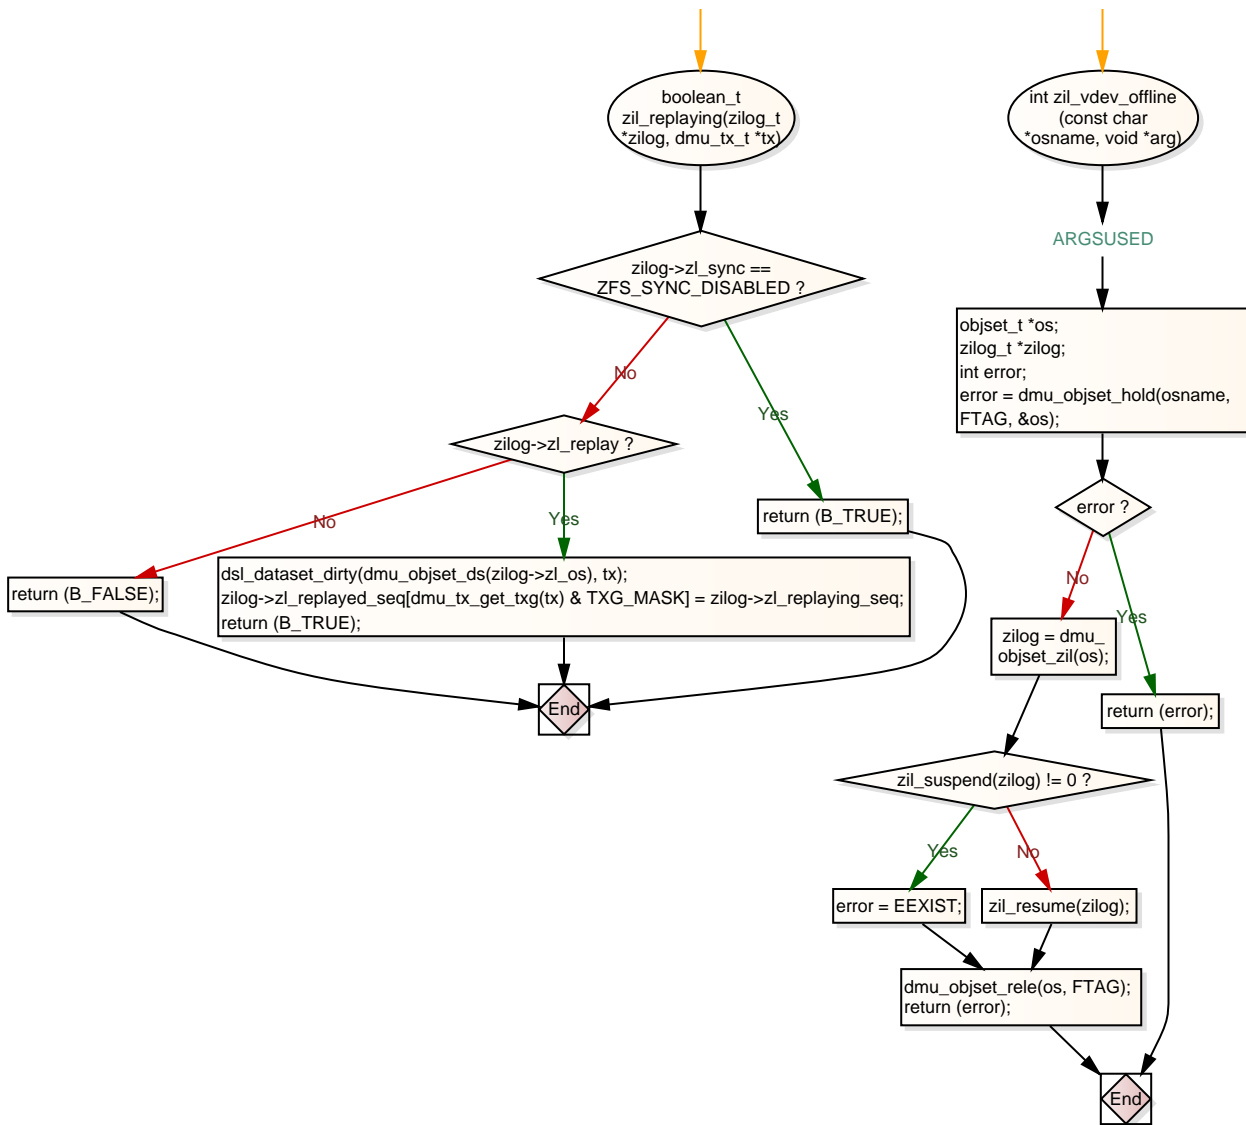 boolean_t
zil_replaying(zilog_t
*zilog, dmu_tx_t *tx)
zilog->zl_sync ==
ZFS_SYNC_DISABLED ?
No
Yes
zilog->zl_replay ?
No
Yes
return (B_TRUE);
return (B_FALSE);
dsl_dataset_dirty(dmu_objset_ds(zilog->zl_os), tx);
zilog->zl_replayed_seq[dmu_tx_get_txg(tx) & TXG_MASK] = zilog->zl_replaying_seq;
return (B_TRUE);
End
int zil_vdev_offline
(const char
*osname, void *arg)
ARGSUSED
objset_t *os;
zilog_t *zilog;
int error;
error = dmu_objset_hold(osname,
FTAG, &os);
error ?
No
Yes
zilog = dmu_
objset_zil(os);
return (error);
zil_suspend(zilog) != 0 ?
Yes
No
error = EEXIST;
zil_resume(zilog);
dmu_objset_rele(os, FTAG);
return (error);
End